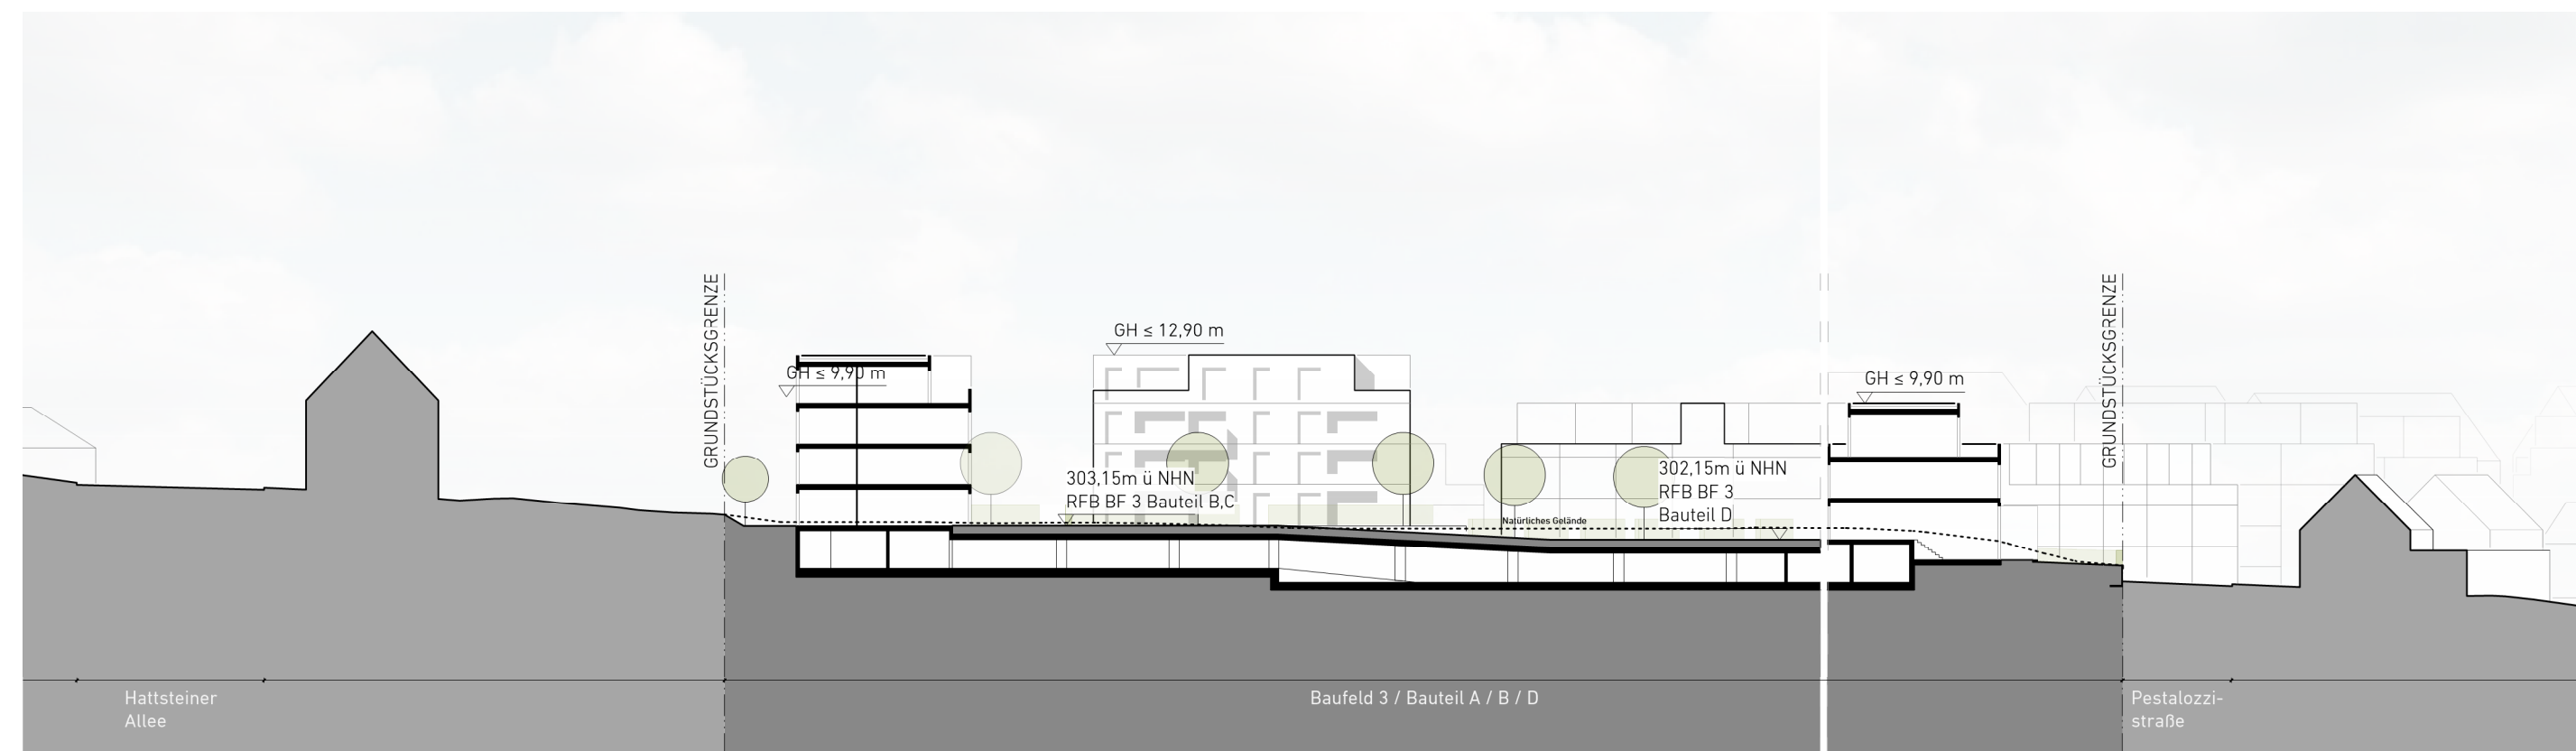 GRUNDSTÜCKSGRENZE
GRUNDSTÜCKSGRENZE
GH ≤ 12,90 m
GH ≤ 9,90 m
GH ≤ 9,90 m
303,15m ü NHN
RFB BF 3 Bauteil B,C
302,15m ü NHN
RFB BF 3
Bauteil D
Natürliches Gelände
Hattsteiner
Allee
Baufeld 3 / Bauteil A / B / D
Pestalozzi-
straße